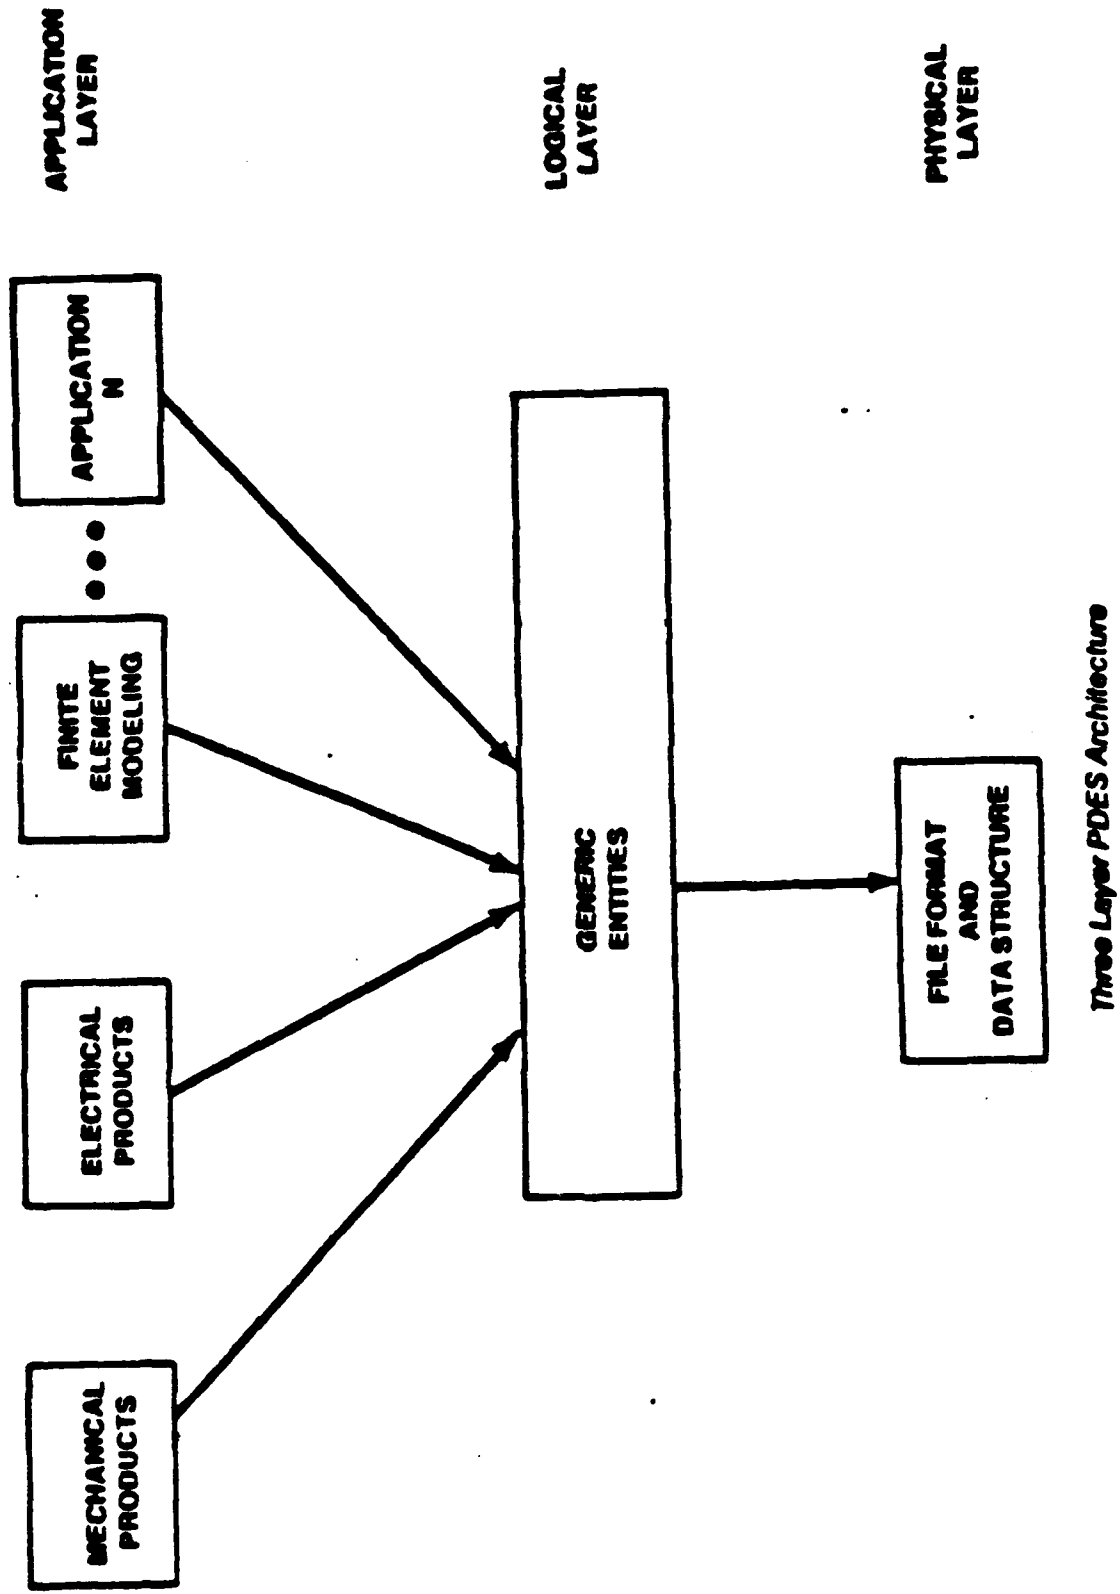 MECHANICAL
PRODUCTS
ELECTRICAL
PRODUCTS
FINITE
ELEMENT
MODELING
APPLICATION
N
APPLICATION
LAYER
GENERIC
ENTITIES
LOGICAL
LAYER
FILE FORMAT
AND
DATA STRUCTURE
PHYSICAL
LAYER
Three Layer PDES Architecture